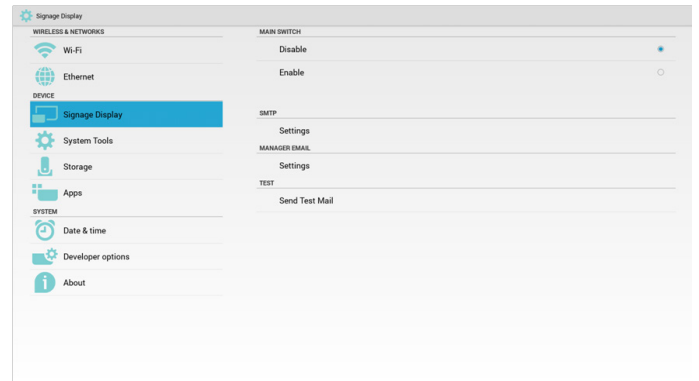 Signage Display
WIRELESS & NETWORKS
Wi-Fi
Ethernet
DEVICE
Signage Display
System Tools
Storage
Apps
SYSTEM
Date & time
Developer options
About
MAIN SWITCH
Disable
Enable
SMTP
Settings
MANAGER EMAIL
Settings
TEST
Send Test Mail